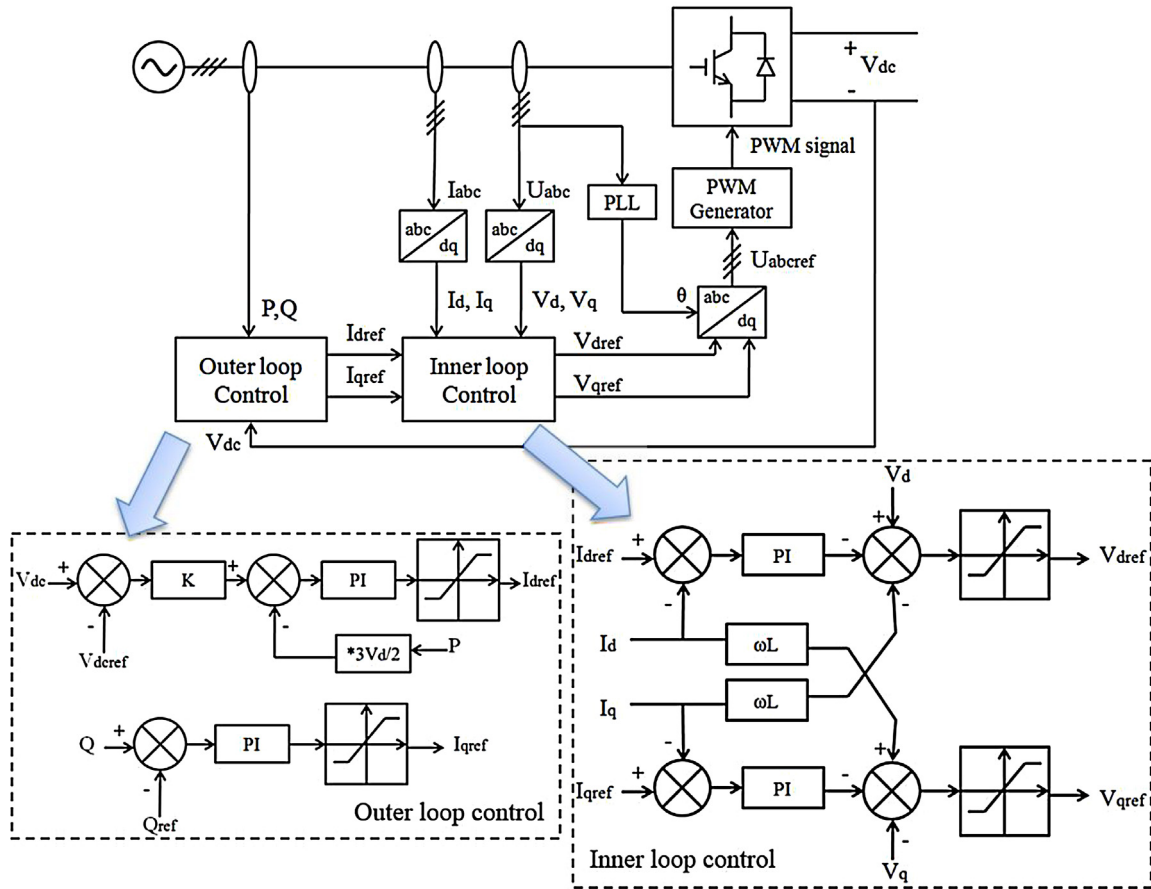 +
Vdc
-
PWM signal
PWM
Generator
Iabc
Uabc
PLL
abc
dq
abc
dq
Uabcref
Id, Iq
Vd, Vq
θ
abc
dq
P,Q
Outer loop
Control
Idref
Iqref
Inner loop
Control
Vdref
Vqref
Vdc
Vdc
+
-
Vdcref
K
+
-
PI
Idref
*3Vd/2
P
Q
+
-
Qref
PI
Iqref
Outer loop control
Vd
Idref
+
-
PI
-
+
-
Vdref
Id
ωL
Iq
ωL
Iqref
+
-
PI
-
+
-
Vqref
Vq
Inner loop control